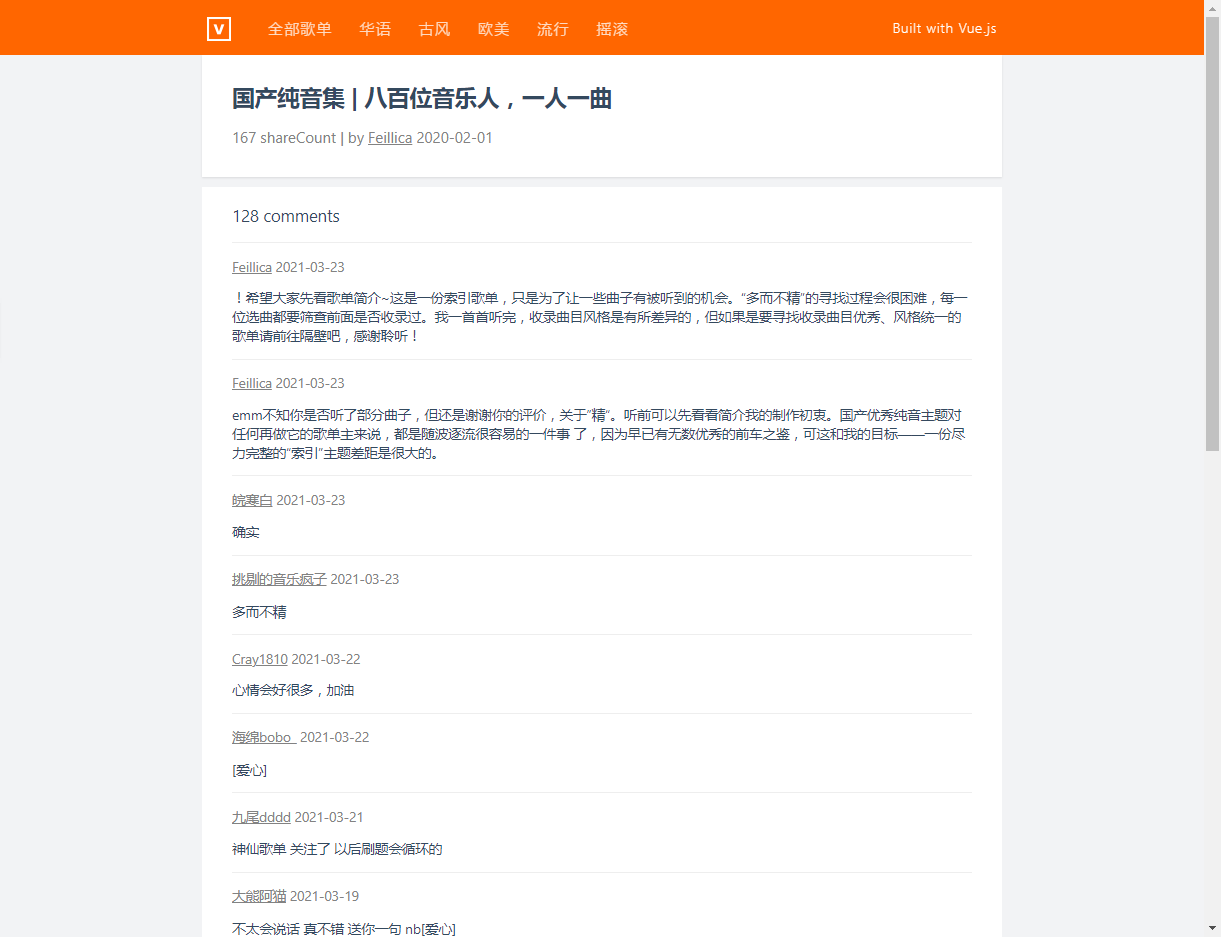 V 全部歌单 华语 古风 欧美 流行 摇滚 Built with Vue.js
国产纯音集 | 八百位音乐人，一人一曲
167 shareCount | by Feillica 2020-02-01
128 comments
Feillica 2021-03-23
！希望大家先看歌单简介~这是一份索引歌单，只是为了让一些曲子有被听到的机会。“多而不精”的寻找过程会很困难，每一
位选曲都要筛查前面是否收录过。我一首首听完，收录曲目风格是有所差异的，但如果是要寻找收录曲目优秀、风格统一的
歌单请前往隔壁吧，感谢聆听！
Feillica 2021-03-23
emm不知你是否听了部分曲子，但还是谢谢你的评价，关于“精”。听前可以先看看简介我的制作初衷。国产优秀纯音主题对
任何再做它的歌单主来说，都是随波逐流很容易的一件事 了，因为早已有无数优秀的前车之鉴，可这和我的目标——一份尽
力完整的“索引”主题差距是很大的。
皖寒白 2021-03-23
确实
挑剔的音乐疯子 2021-03-23
多而不精
Cray1810 2021-03-22
心情会好很多，加油
海绵bobo_ 2021-03-22
[爱心]
九尾dddd 2021-03-21
神仙歌单 关注了 以后刷题会循环的
大能阿猫 2021-03-19
不太会说话 真不错 送你一句 nb[爱心]